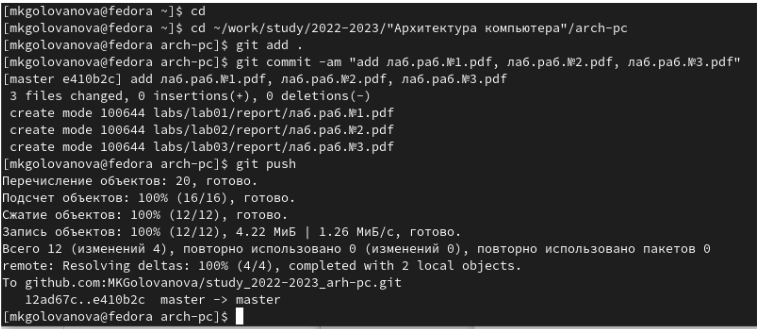 [mkgolovanova@fedora ~]$ cd
[mkgolovanova@fedora ~]$ cd ~/work/study/2022-2023/"Архитектура компьютера"/arch-pc
[mkgolovanova@fedora arch-pc]$ git add .
[mkgolovanova@fedora arch-pc]$ git commit -am "add лаб.раб.№1.pdf, лаб.раб.№2.pdf, лаб.раб.№3.pdf"
[master e410b2c] add лаб.раб.№1.pdf, лаб.раб.№2.pdf, лаб.раб.№3.pdf
 3 files changed, 0 insertions(+), 0 deletions(-)
 create mode 100644 labs/lab01/report/лаб.раб.№1.pdf
 create mode 100644 labs/lab02/report/лаб.раб.№2.pdf
 create mode 100644 labs/lab03/report/лаб.раб.№3.pdf
[mkgolovanova@fedora arch-pc]$ git push
Перечисление объектов: 20, готово.
Подсчет объектов: 100% (16/16), готово.
Сжатие объектов: 100% (12/12), готово.
Запись объектов: 100% (12/12), 4.22 МиБ | 1.26 МиБ/с, готово.
Всего 12 (изменений 4), повторно использовано 0 (изменений 0), повторно использовано пакетов 0
remote: Resolving deltas: 100% (4/4), completed with 2 local objects.
To github.com:MKGolovanova/study_2022-2023_arh-pc.git
   12ad67c..e410b2c  master -> master
[mkgolovanova@fedora arch-pc]$